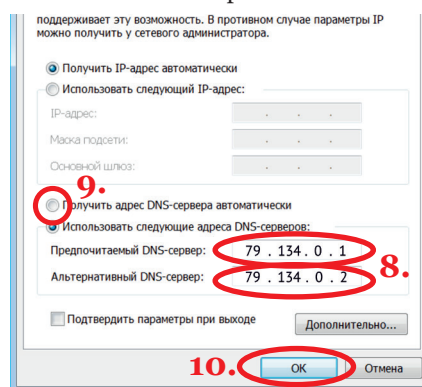 поддерживает эту возможность. В противном случае параметры IP
можно получить у сетевого администратора.
Получить IP-адрес автоматически
Использовать следующий IP-адрес:
IP-адрес:
Маска подсети:
Основной шлюз:
9.
Получить адрес DNS-сервера автоматически
Использовать следующие адреса DNS-серверов:
Предпочитаемый DNS-сервер: 79 . 134 . 0 . 1
8.
Альтернативный DNS-сервер: 79 . 134 . 0 . 2
Подтвердить параметры при выходе
Дополнительно...
10. ОК Отмена